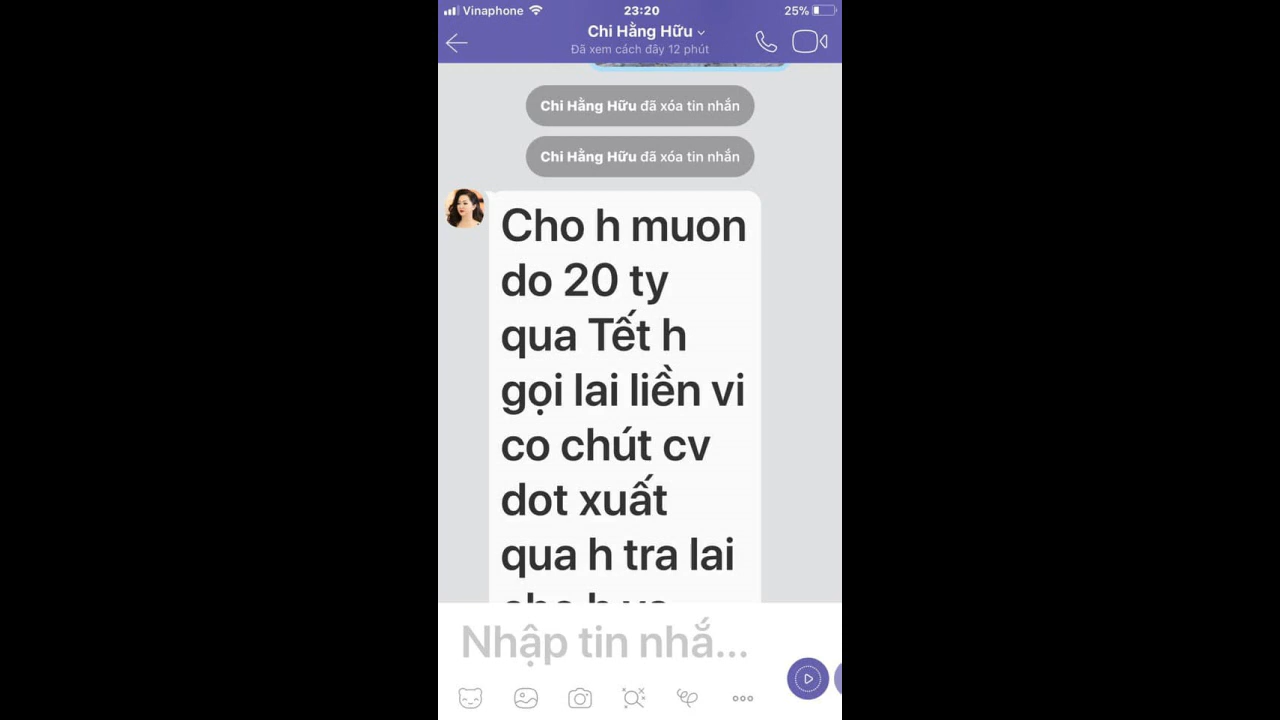 Vinaphone 23:20 25%
Chi Hằng Hữu
Đã xem cách đây 12 phút
Chi Hằng Hữu đã xóa tin nhắn
Chi Hằng Hữu đã xóa tin nhắn
Cho h muon
do 20 ty
qua Tết h
gọi lai liền vi
co chút cv
dot xuất
qua h tra lai
Nhập tin nhắ...